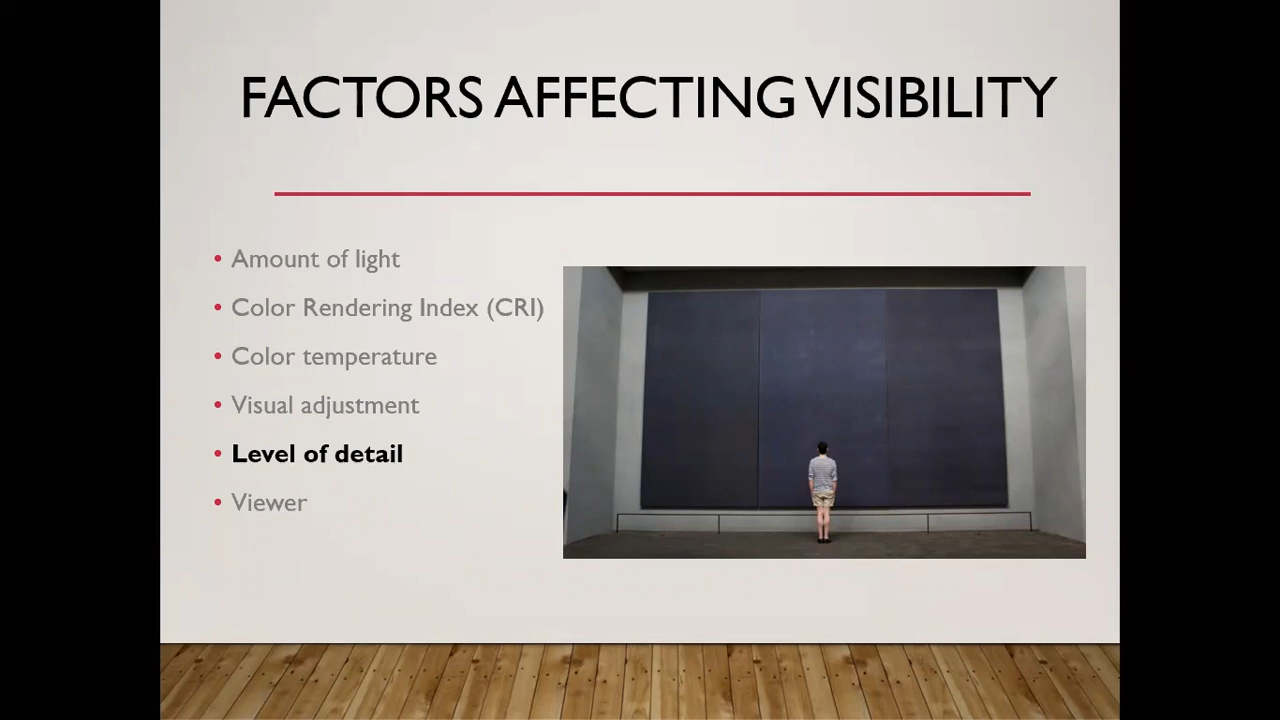 FACTORS AFFECTING VISIBILITY
• Amount of light
• Color Rendering Index (CRI)
• Color temperature
• Visual adjustment
• Level of detail
• Viewer